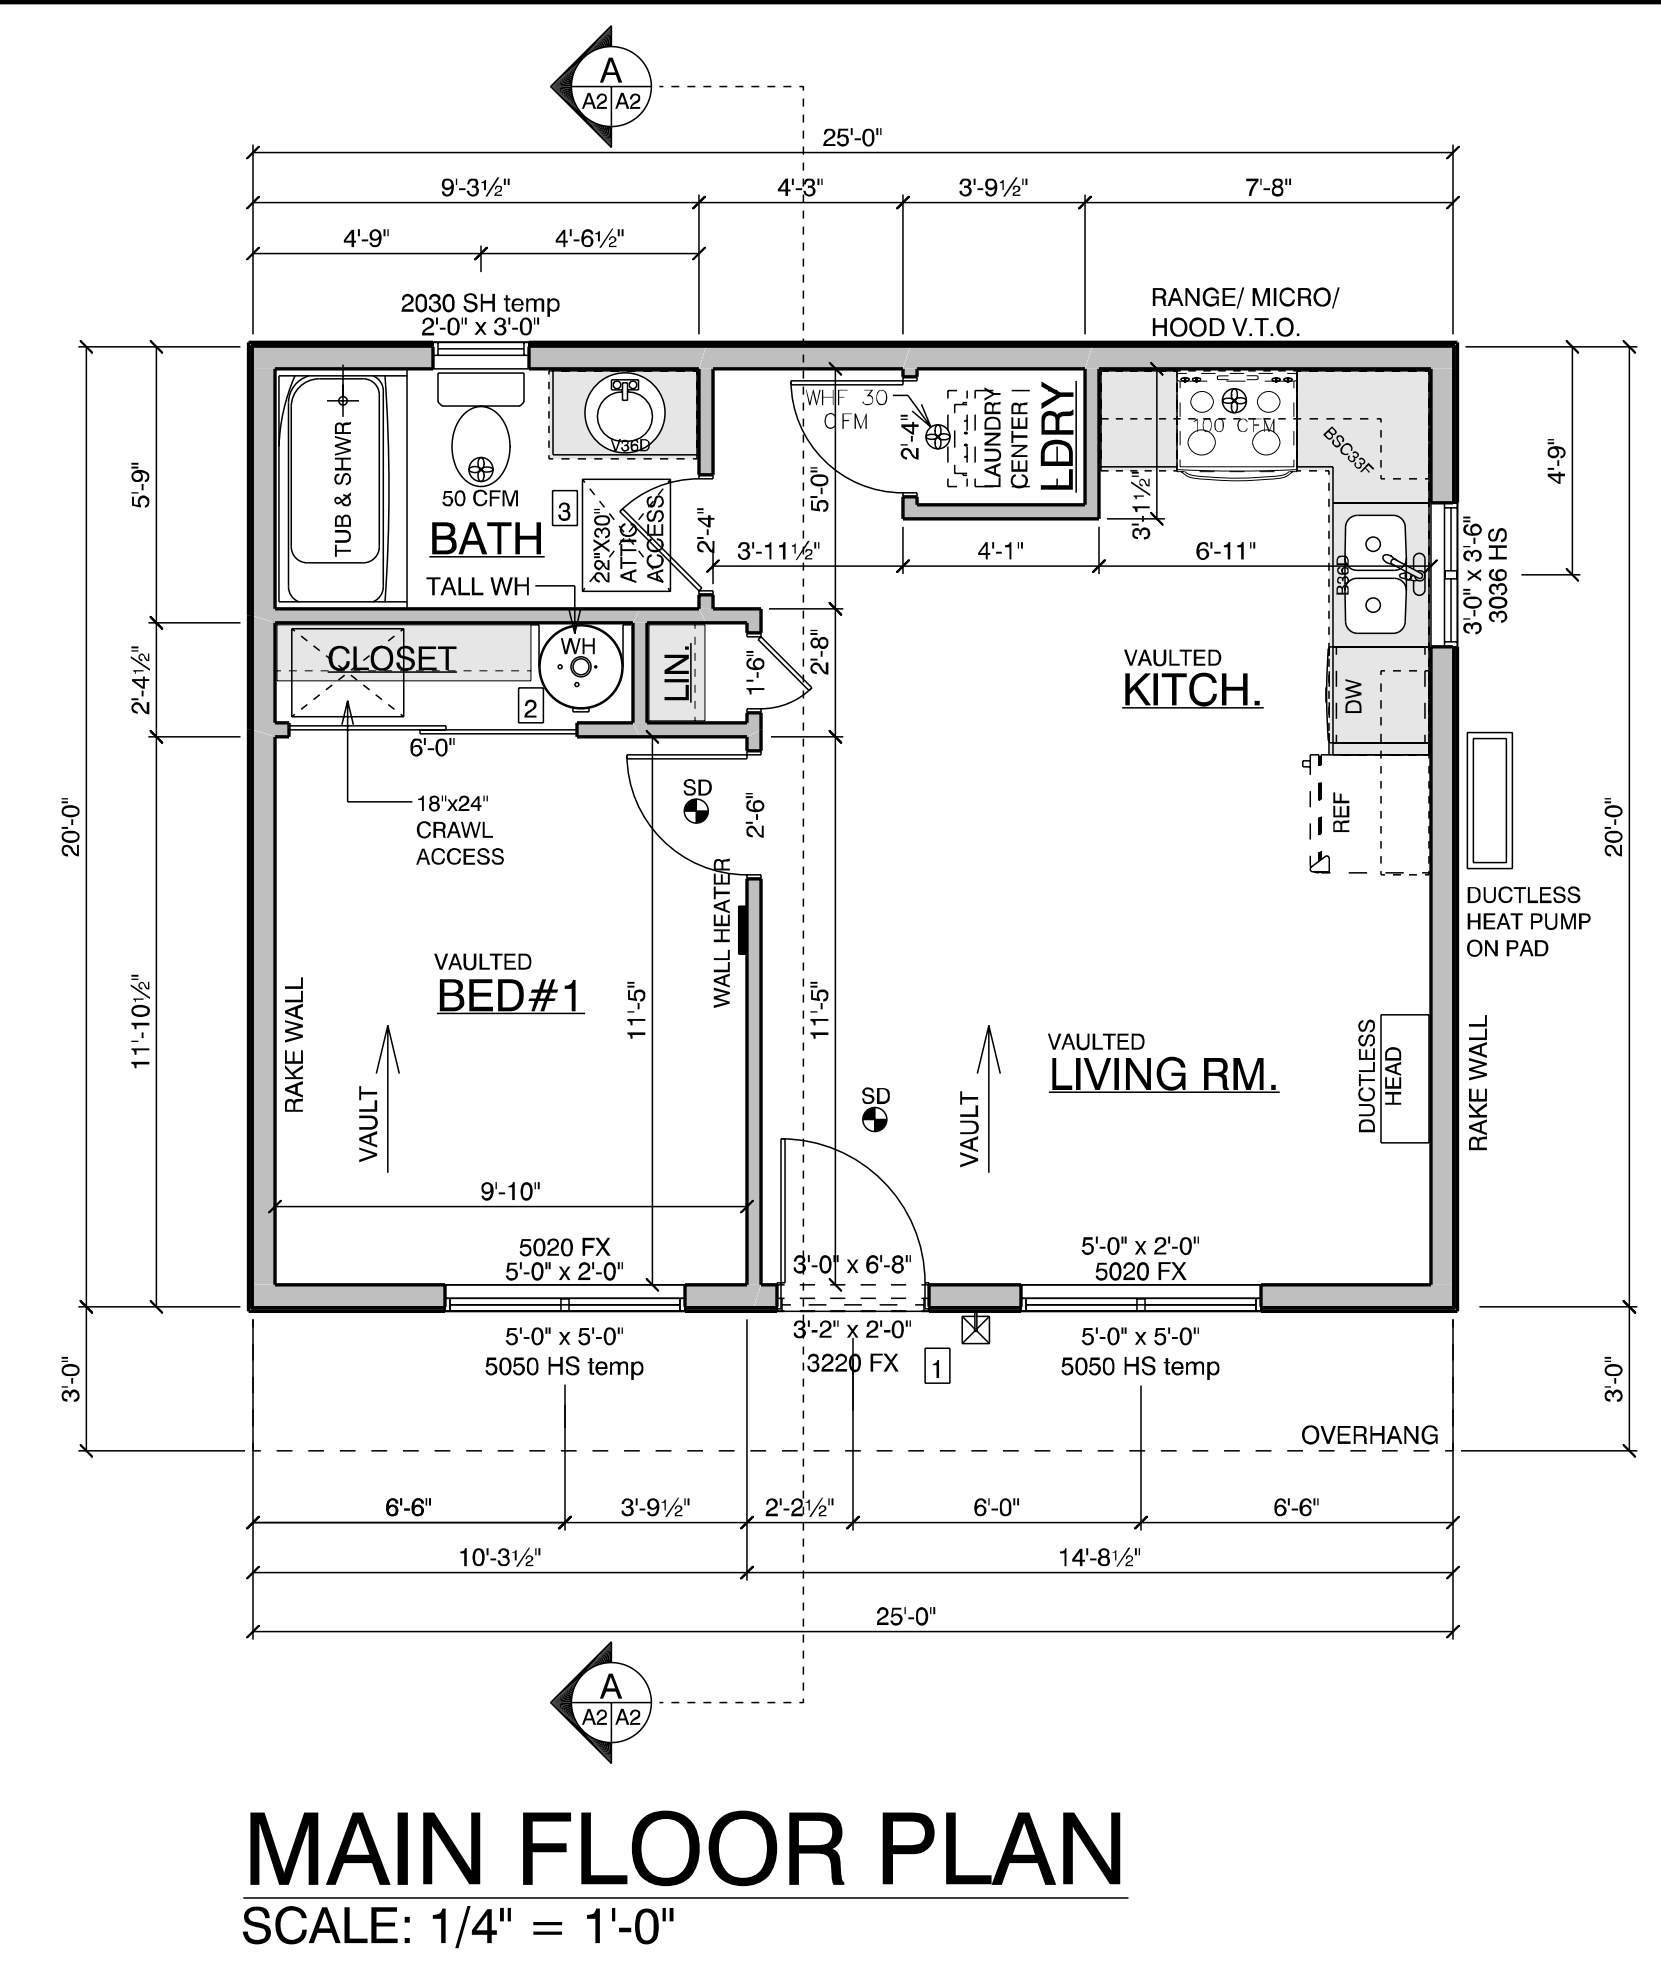 A
A2 A2
25'-0"
9'-3½" 4'-3" 3'-9½" 7'-8"
4'-9" 4'-6½"
2030 SH temp
2'-0" x 3'-0"
RANGE/ MICRO/
HOOD V.T.O.
TUB & SHWR
50 CFM
BATH
V36D
3
22"X30"
ATTIC
ACCESS
2'-4"
TALL WH
WHF 30
CFM
2'-4"
5'-0"
LAUNDRY
CENTER
LDRY
100 CFM
BSC33F
3'-1½"
3'-11½" 4'-1" 6'-11"
B36D
3'-0" x 3'-6"
3036 HS
4'-9"
5'-9"
2'-4½"
11'-10½"
20'-0"
3'-0"
CLOSET
WH
2
LIN.
1'-6"
2'-8"
6'-0"
18"x24"
CRAWL
ACCESS
SD
2'-6"
WALL HEATER
VAULTED
KITCH.
DW
REF
20'-0"
DUCTLESS
HEAT PUMP
ON PAD
VAULTED
BED#1
RAKE WALL
VAULT
11'-5"
11'-5"
SD
VAULTED
LIVING RM.
VAULT
DUCTLESS
HEAD
RAKE WALL
9'-10"
5020 FX
5'-0" x 2'-0"
3'-0" x 6'-8"
5'-0" x 2'-0"
5020 FX
5'-0" x 5'-0"
5050 HS temp
3'-2" x 2'-0"
3220 FX
1
5'-0" x 5'-0"
5050 HS temp
3'-0"
OVERHANG
6'-6" 3'-9½" 2'-2½" 6'-0" 6'-6"
10'-3½" 14'-8½"
25'-0"
A
A2 A2
MAIN FLOOR PLAN
SCALE: 1/4" = 1'-0"